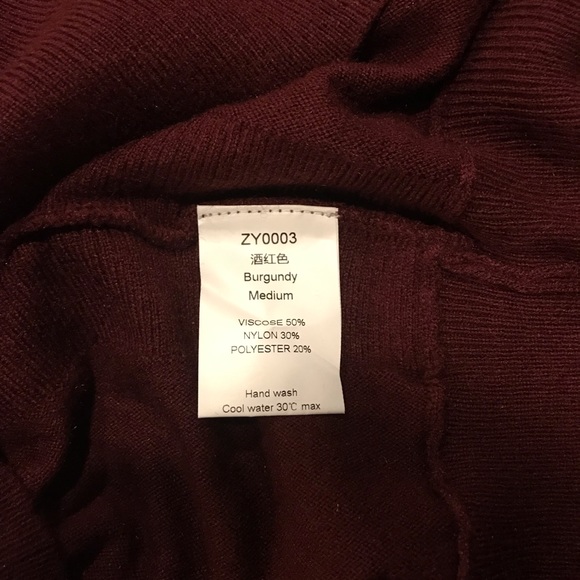 ZY0003
酒红色
Burgundy
Medium
VISCOSE 50%
NYLON 30%
POLYESTER 20%
Hand wash
Cool water 30℃ max